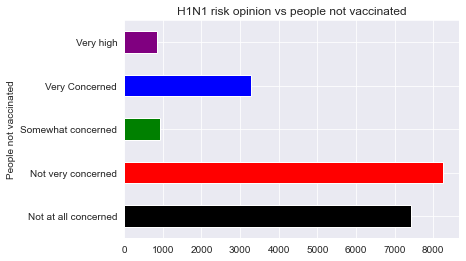 H1N1 risk opinion vs people not vaccinated
People not vaccinated
Very high
Very Concerned
Somewhat concerned
Not very concerned
Not at all concerned
0 1000 2000 3000 4000 5000 6000 7000 8000